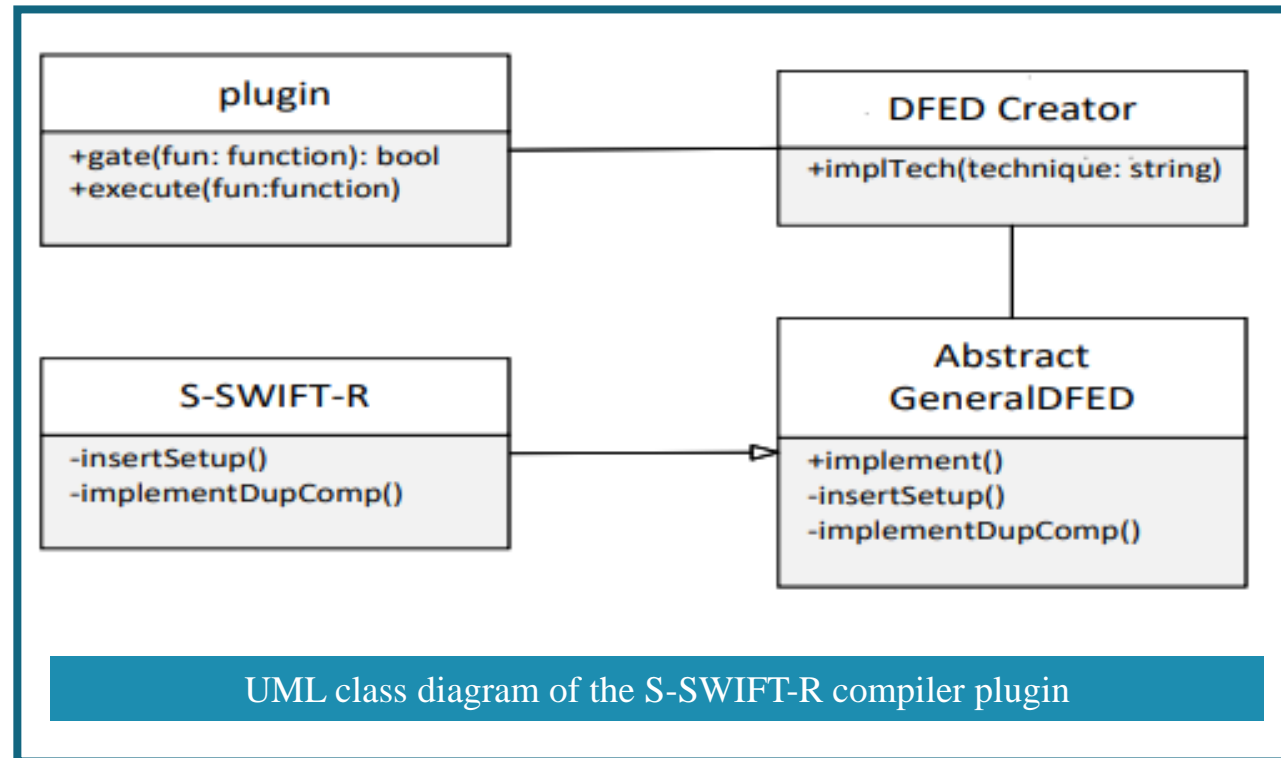 plugin
+gate(fun: function): bool
+execute(fun:function)
DFED Creator
+implTech(technique: string)
S-SWIFT-R
-insertSetup()
-implementDupComp()
Abstract
GeneralDFED
+implement()
-insertSetup()
-implementDupComp()
UML class diagram of the S-SWIFT-R compiler plugin